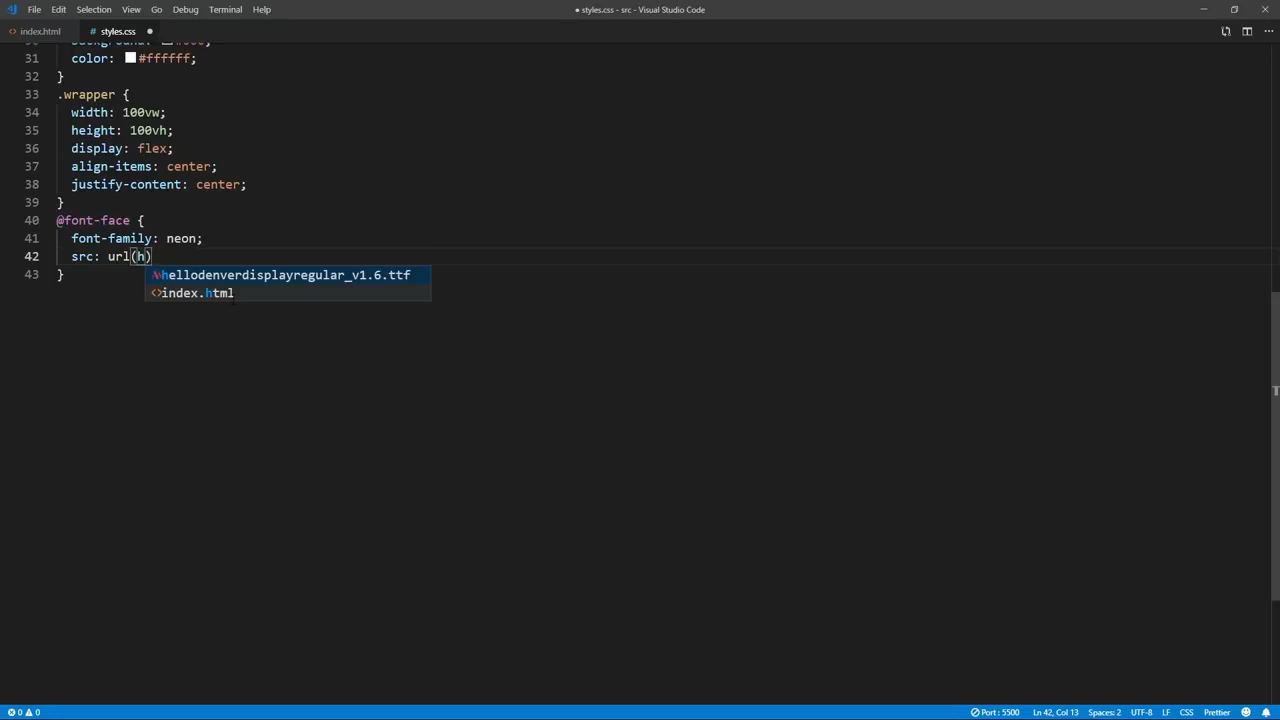 File Edit Selection View Go Debug Terminal Help
● styles.css - src - Visual Studio Code
<> index.html
# styles.css ●
31 color: #ffffff;
32 }
33 .wrapper {
34 width: 100vw;
35 height: 100vh;
36 display: flex;
37 align-items: center;
38 justify-content: center;
39 }
40 @font-face {
41 font-family: neon;
42 src: url(h)
43 }
hellodenverdisplayregular_v1.6.ttf
index.html
0 0
Port : 5500 Ln 42, Col 13 Spaces: 2 UTF-8 LF CSS Prettier